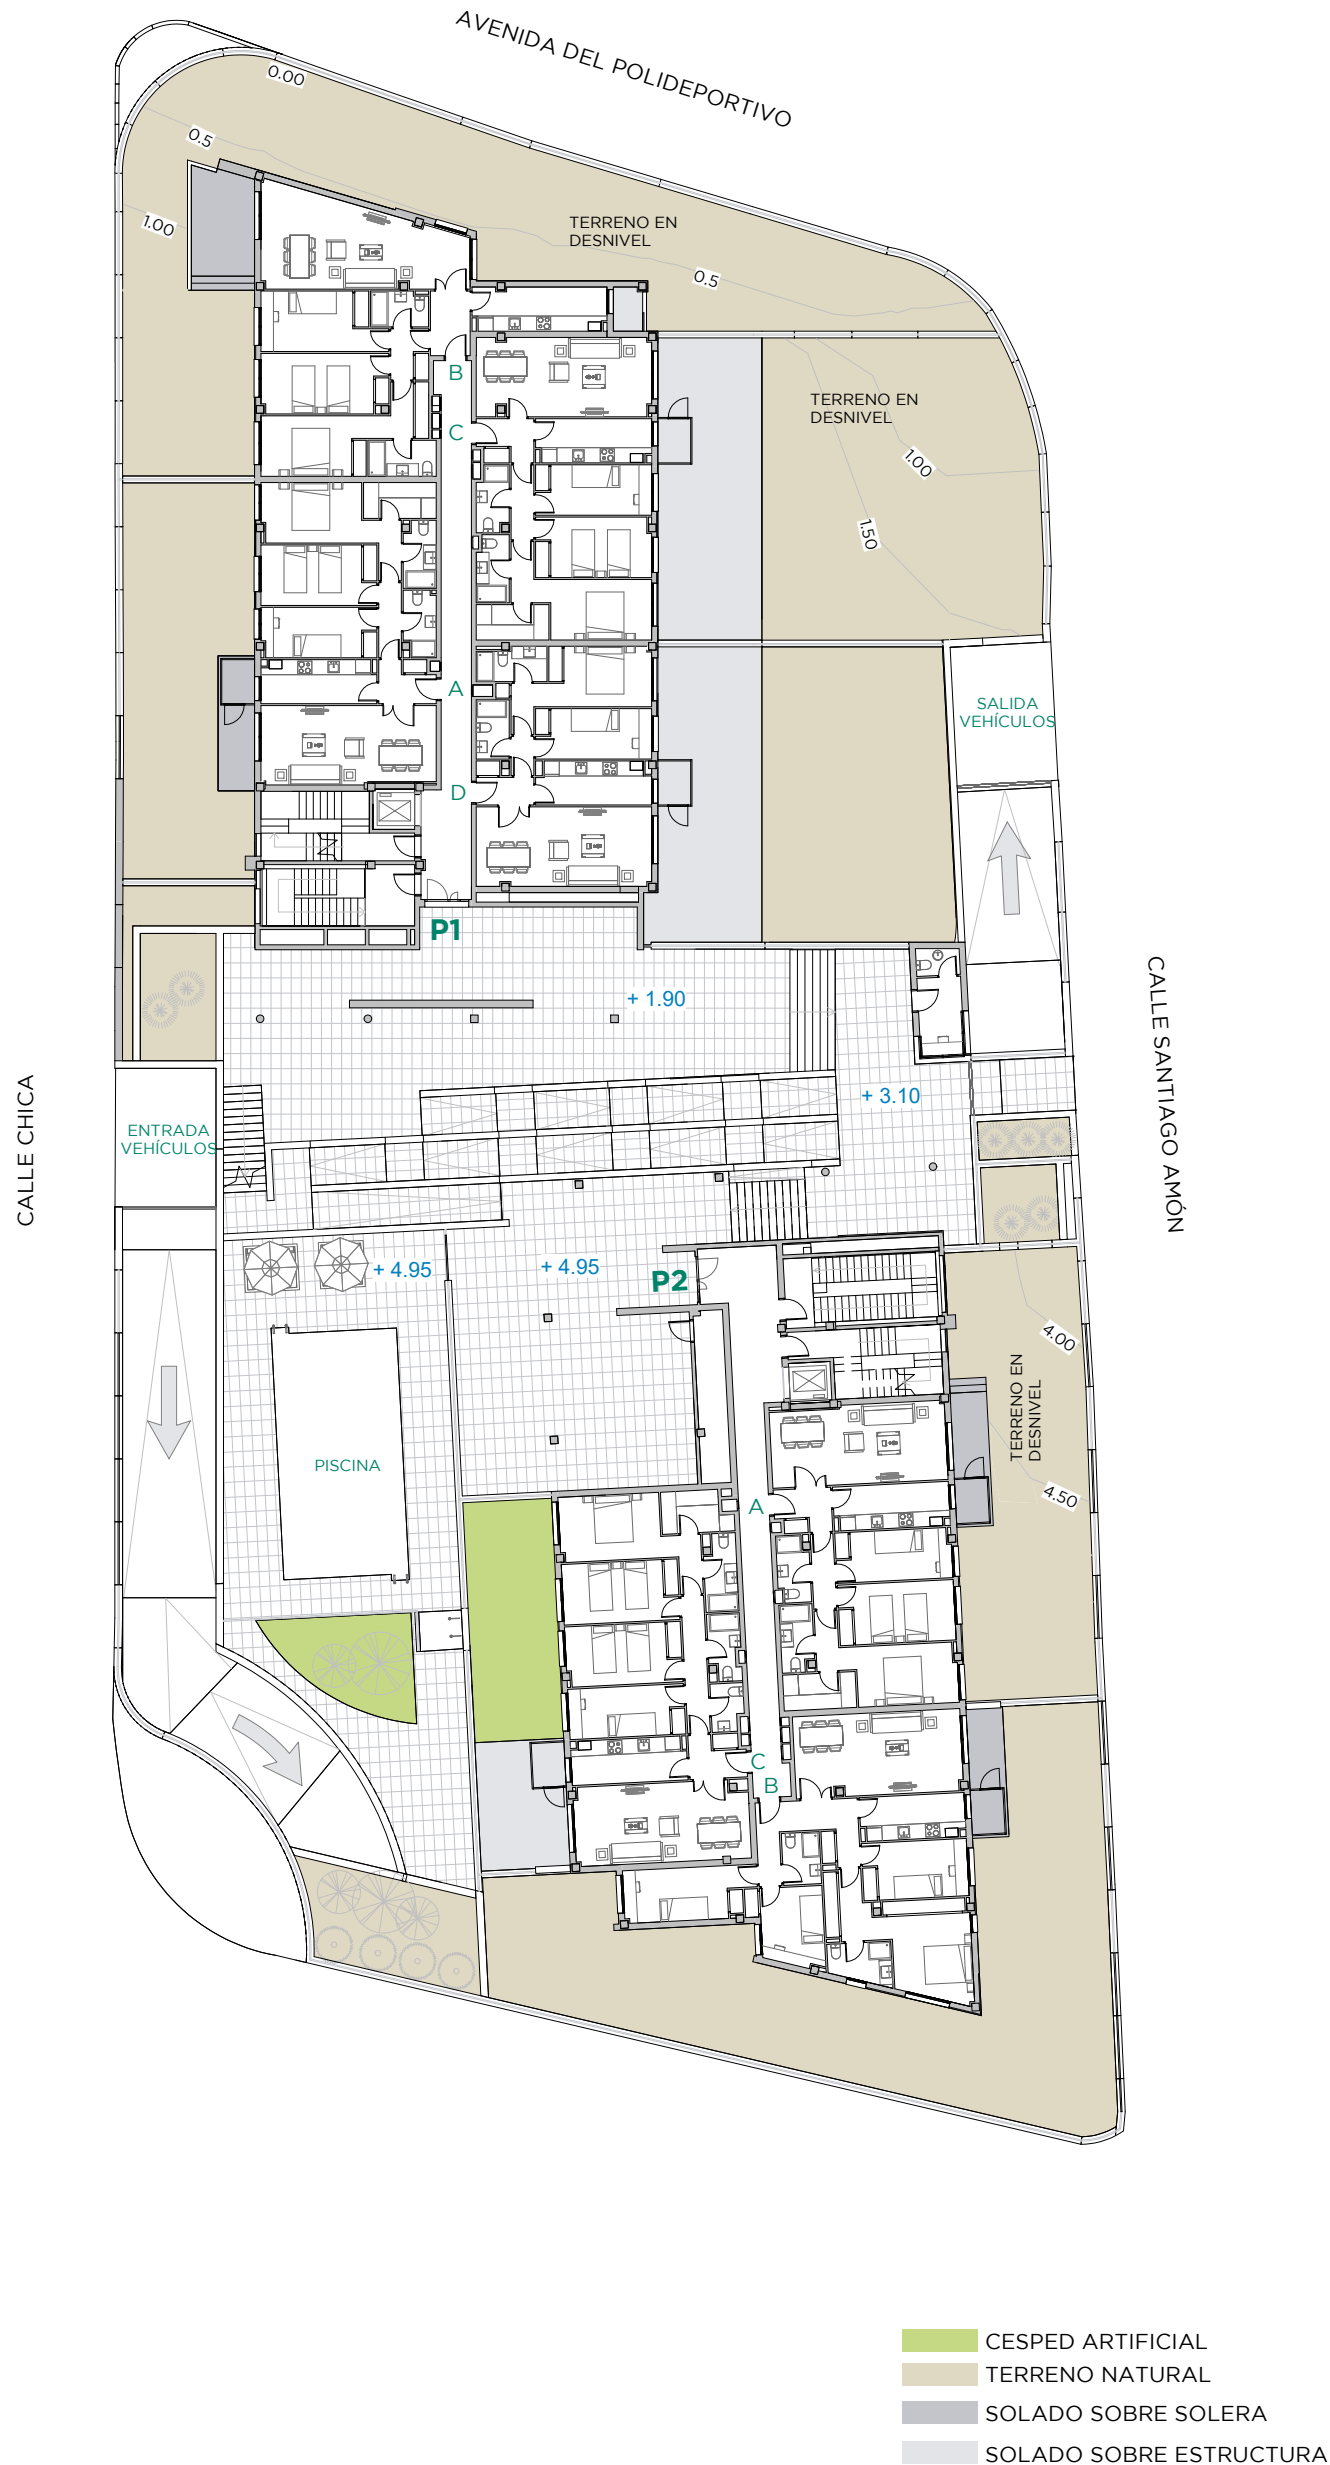 AVENIDA DEL POLIDEPORTIVO
0.00
0.5
1.00
TERRENO EN
DESNIVEL
0.5
B
C
TERRENO EN
DESNIVEL
1.00
1.50
A
SALIDA
VEHÍCULOS
D
P1
+ 1.90
CALLE CHICA
CALLE SANTIAGO AMÓN
+ 3.10
ENTRADA
VEHÍCULOS
+ 4.95
+ 4.95
P2
4.00
TERRENO EN
DESNIVEL
PISCINA
4.50
A
C
B
CESPED ARTIFICIAL
TERRENO NATURAL
SOLADO SOBRE SOLERA
SOLADO SOBRE ESTRUCTURA